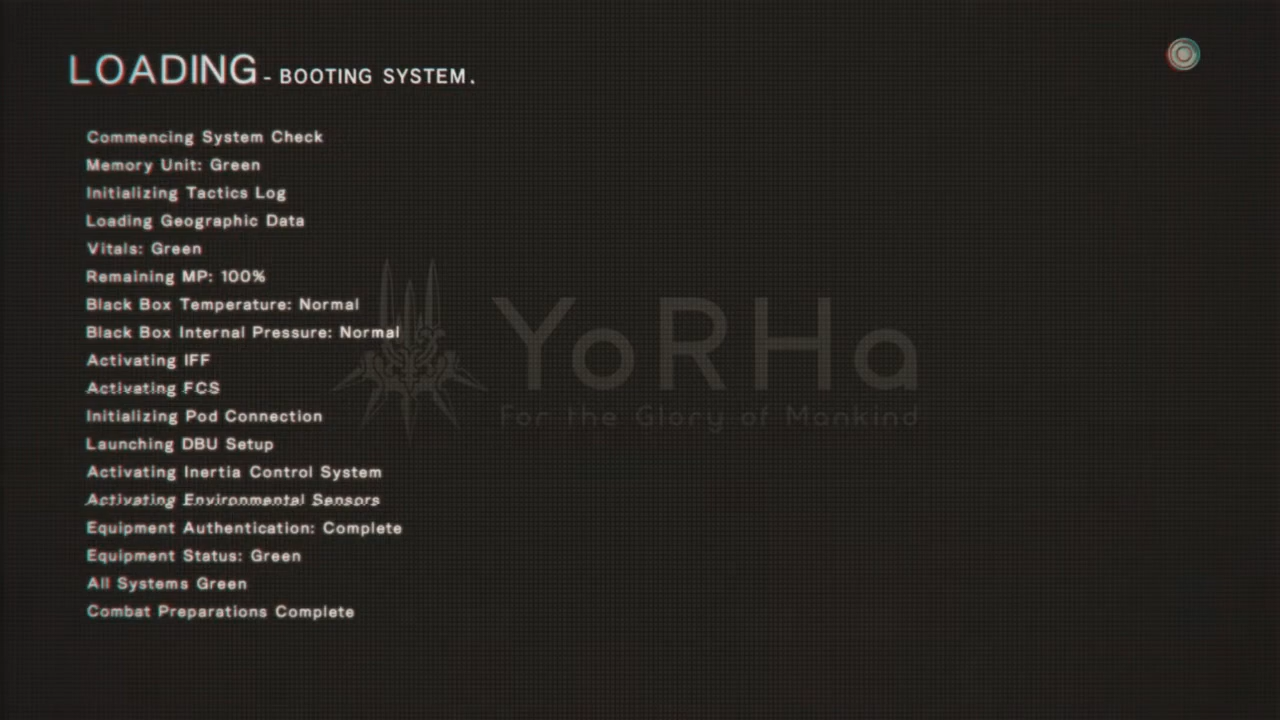 LOADING - BOOTING SYSTEM.
Commencing System Check
Memory Unit: Green
Initializing Tactics Log
Loading Geographic Data
Vitals: Green
Remaining MP: 100%
Black Box Temperature: Normal
Black Box Internal Pressure: Normal
Activating IFF
Activating FCS
Initializing Pod Connection
Launching DBU Setup
Activating Inertia Control System
Activating Environmental Sensors
Equipment Authentication: Complete
Equipment Status: Green
All Systems Green
Combat Preparations Complete
YoRHa
For the Glory of Mankind